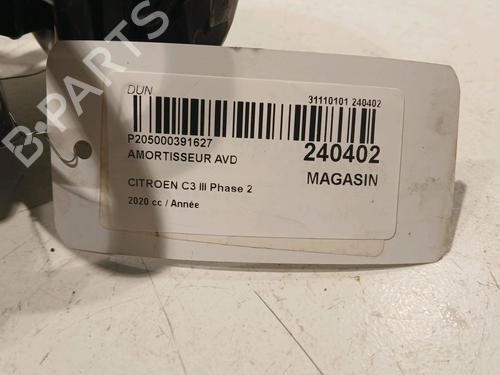 DUN
31110101 240402
P205000391627
240402
AMORTISSEUR AVD
MAGASIN
CITROEN C3 III Phase 2
2020 cc / Année
B-PARTS